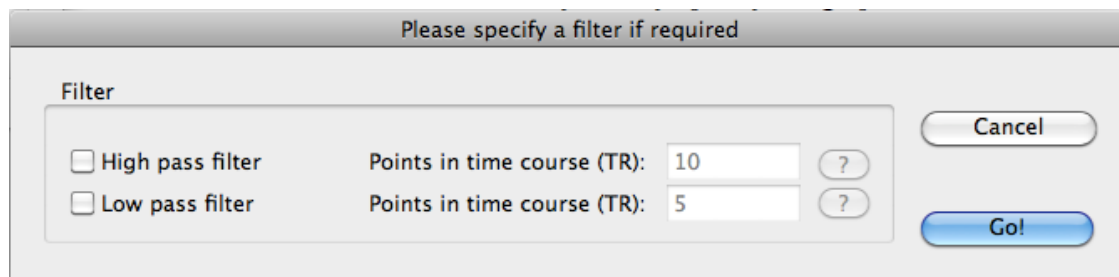 Please specify a filter if required
Filter
Cancel
High pass filter Points in time course (TR): 10 ?
Low pass filter Points in time course (TR): 5 ?
Go!